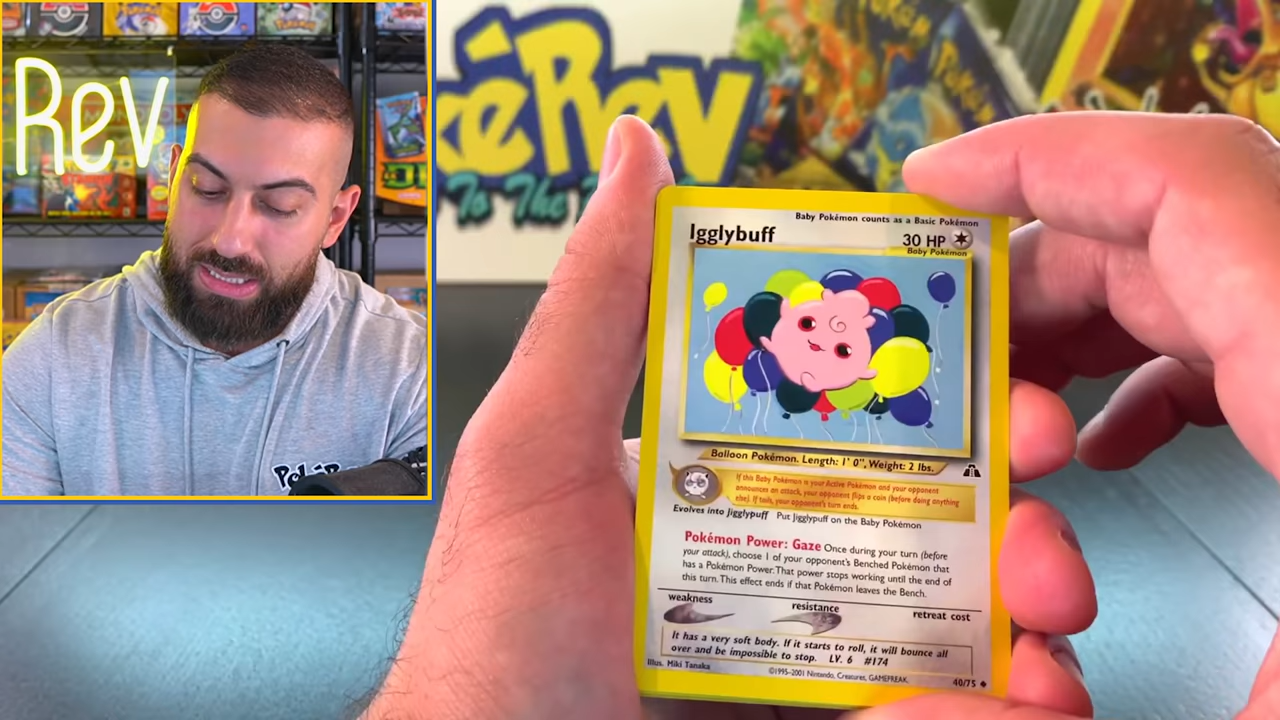 Rev
kéRev
To The
Pokémon
Pokémon
PokéRe
Baby Pokémon counts as a Basic Pokémon
Igglybuff
30 HP
Baby Pokémon
Balloon Pokémon. Length: 1' 0", Weight: 2 lbs.
If this Baby Pokémon is your Active Pokémon and your opponent
announces an attack, your opponent flips a coin (before doing anything
else). If tails, your opponent's turn ends.
Evolves into Jigglypuff Put Jigglypuff on the Baby Pokémon
Pokémon Power: Gaze Once during your turn (before
your attack), choose 1 of your opponent's Benched Pokémon that
has a Pokémon Power. That power stops working until the end of
this turn. This effect ends if that Pokémon leaves the Bench.
weakness
resistance
retreat cost
It has a very soft body. If it starts to roll, it will bounce all
over and be impossible to stop. LV. 6 #174
Illus. Miki Tanaka
©1995-2001 Nintendo, Creatures, GAMEFREAK.
40/75